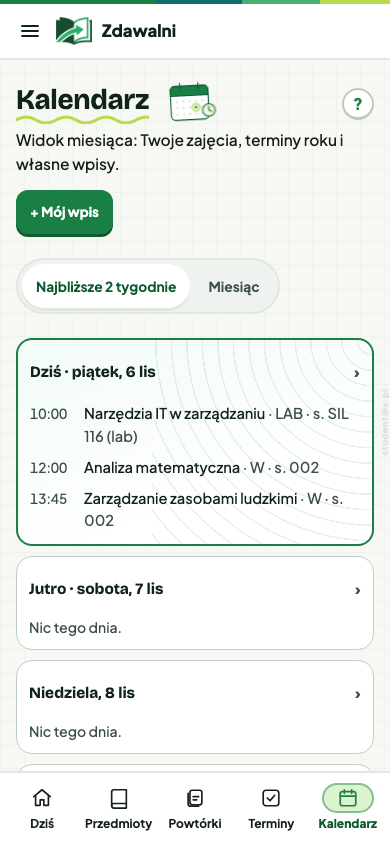 Zdawalni
Kalendarz
?
Widok miesiąca: Twoje zajęcia, terminy roku i
własne wpisy.
+ Mój wpis
Najbliższe 2 tygodnie
Miesiąc
Dziś · piątek, 6 lis ›
10:00 Narzędzia IT w zarządzaniu · LAB · s. SIL
116 (lab)
12:00 Analiza matematyczna · W · s. 002
13:45 Zarządzanie zasobami ludzkimi · W · s.
002
student@z.pl
Jutro · sobota, 7 lis ›
Nic tego dnia.
Niedziela, 8 lis ›
Nic tego dnia.
Dziś
Przedmioty
Powtórki
Terminy
Kalendarz